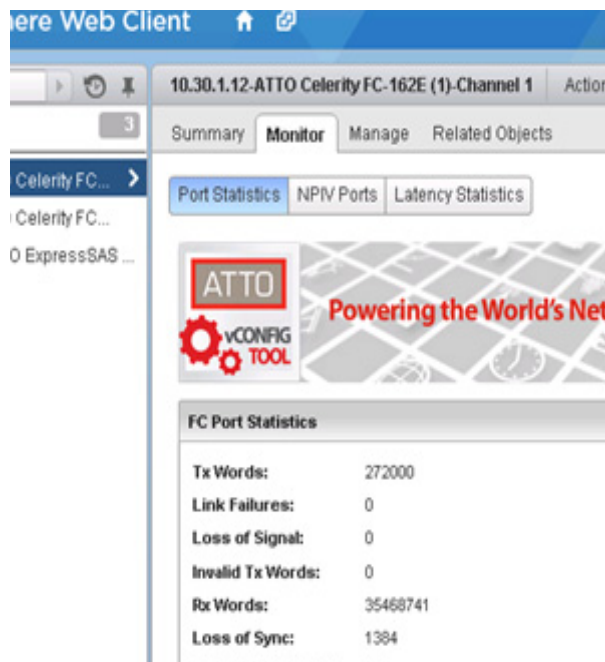 ere Web Client
10.30.1.12-ATTO Celerity FC-162E (1)-Channel 1
Action
3
Summary Monitor Manage Related Objects
Celerity FC...
Port Statistics NPIV Ports Latency Statistics
Celerity FC...
O ExpressSAS ...
ATTO
vCONFIG
TOOL
Powering the World's Net
FC Port Statistics
Tx Words: 272000
Link Failures: 0
Loss of Signal: 0
Invalid Tx Words: 0
Rx Words: 35468741
Loss of Sync: 1384